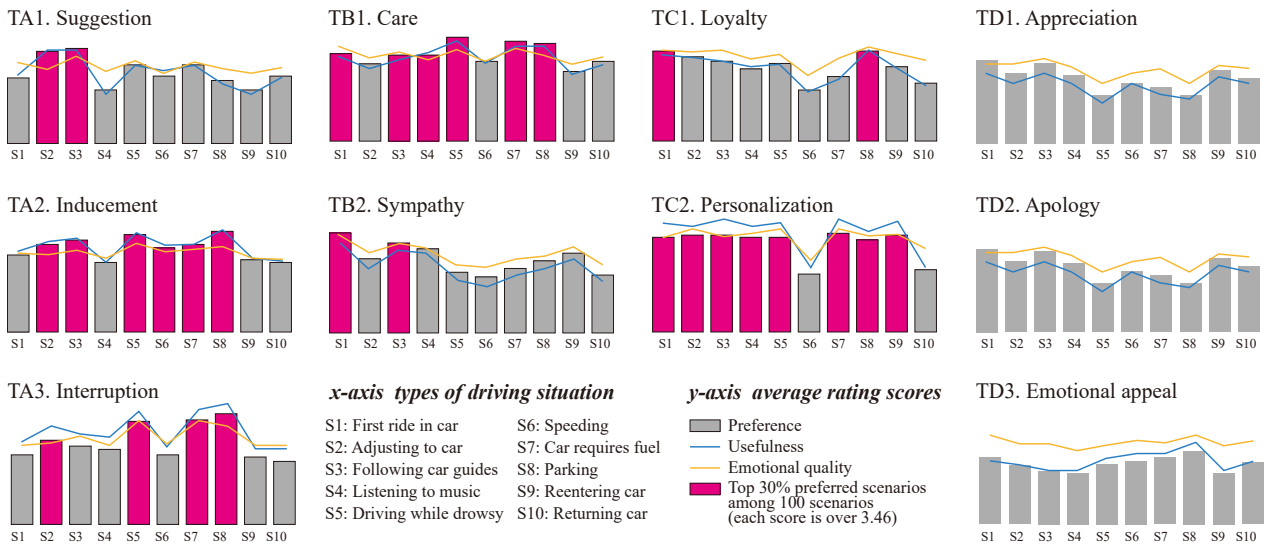 TA1. Suggestion
S1 S2 S3 S4 S5 S6 S7 S8 S9 S10
TB1. Care
S1 S2 S3 S4 S5 S6 S7 S8 S9 S10
TC1. Loyalty
S1 S2 S3 S4 S5 S6 S7 S8 S9 S10
TD1. Appreciation
S1 S2 S3 S4 S5 S6 S7 S8 S9 S10
TA2. Inducement
S1 S2 S3 S4 S5 S6 S7 S8 S9 S10
TB2. Sympathy
S1 S2 S3 S4 S5 S6 S7 S8 S9 S10
TC2. Personalization
S1 S2 S3 S4 S5 S6 S7 S8 S9 S10
TD2. Apology
S1 S2 S3 S4 S5 S6 S7 S8 S9 S10
TA3. Interruption
S1 S2 S3 S4 S5 S6 S7 S8 S9 S10
x-axis types of driving situation
S1: First ride in car
S2: Adjusting to car
S3: Following car guides
S4: Listening to music
S5: Driving while drowsy
S6: Speeding
S7: Car requires fuel
S8: Parking
S9: Reentering car
S10: Returning car
y-axis average rating scores
Preference
Usefulness
Emotional quality
Top 30% preferred scenarios
among 100 scenarios
(each score is over 3.46)
TD3. Emotional appeal
S1 S2 S3 S4 S5 S6 S7 S8 S9 S10